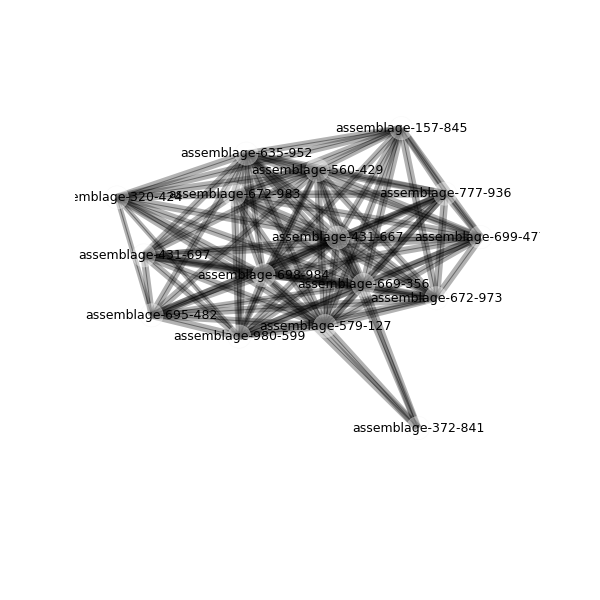 assemblage-157-845
assemblage-635-952
assemblage-560-429
assemblage-672-983
assemblage-777-936
emblage-320-424
assemblage-431-667
assemblage-699-47
assemblage-431-697
assemblage-698-984
assemblage-669-356
assemblage-672-973
assemblage-695-482
assemblage-579-127
assemblage-980-599
assemblage-372-841